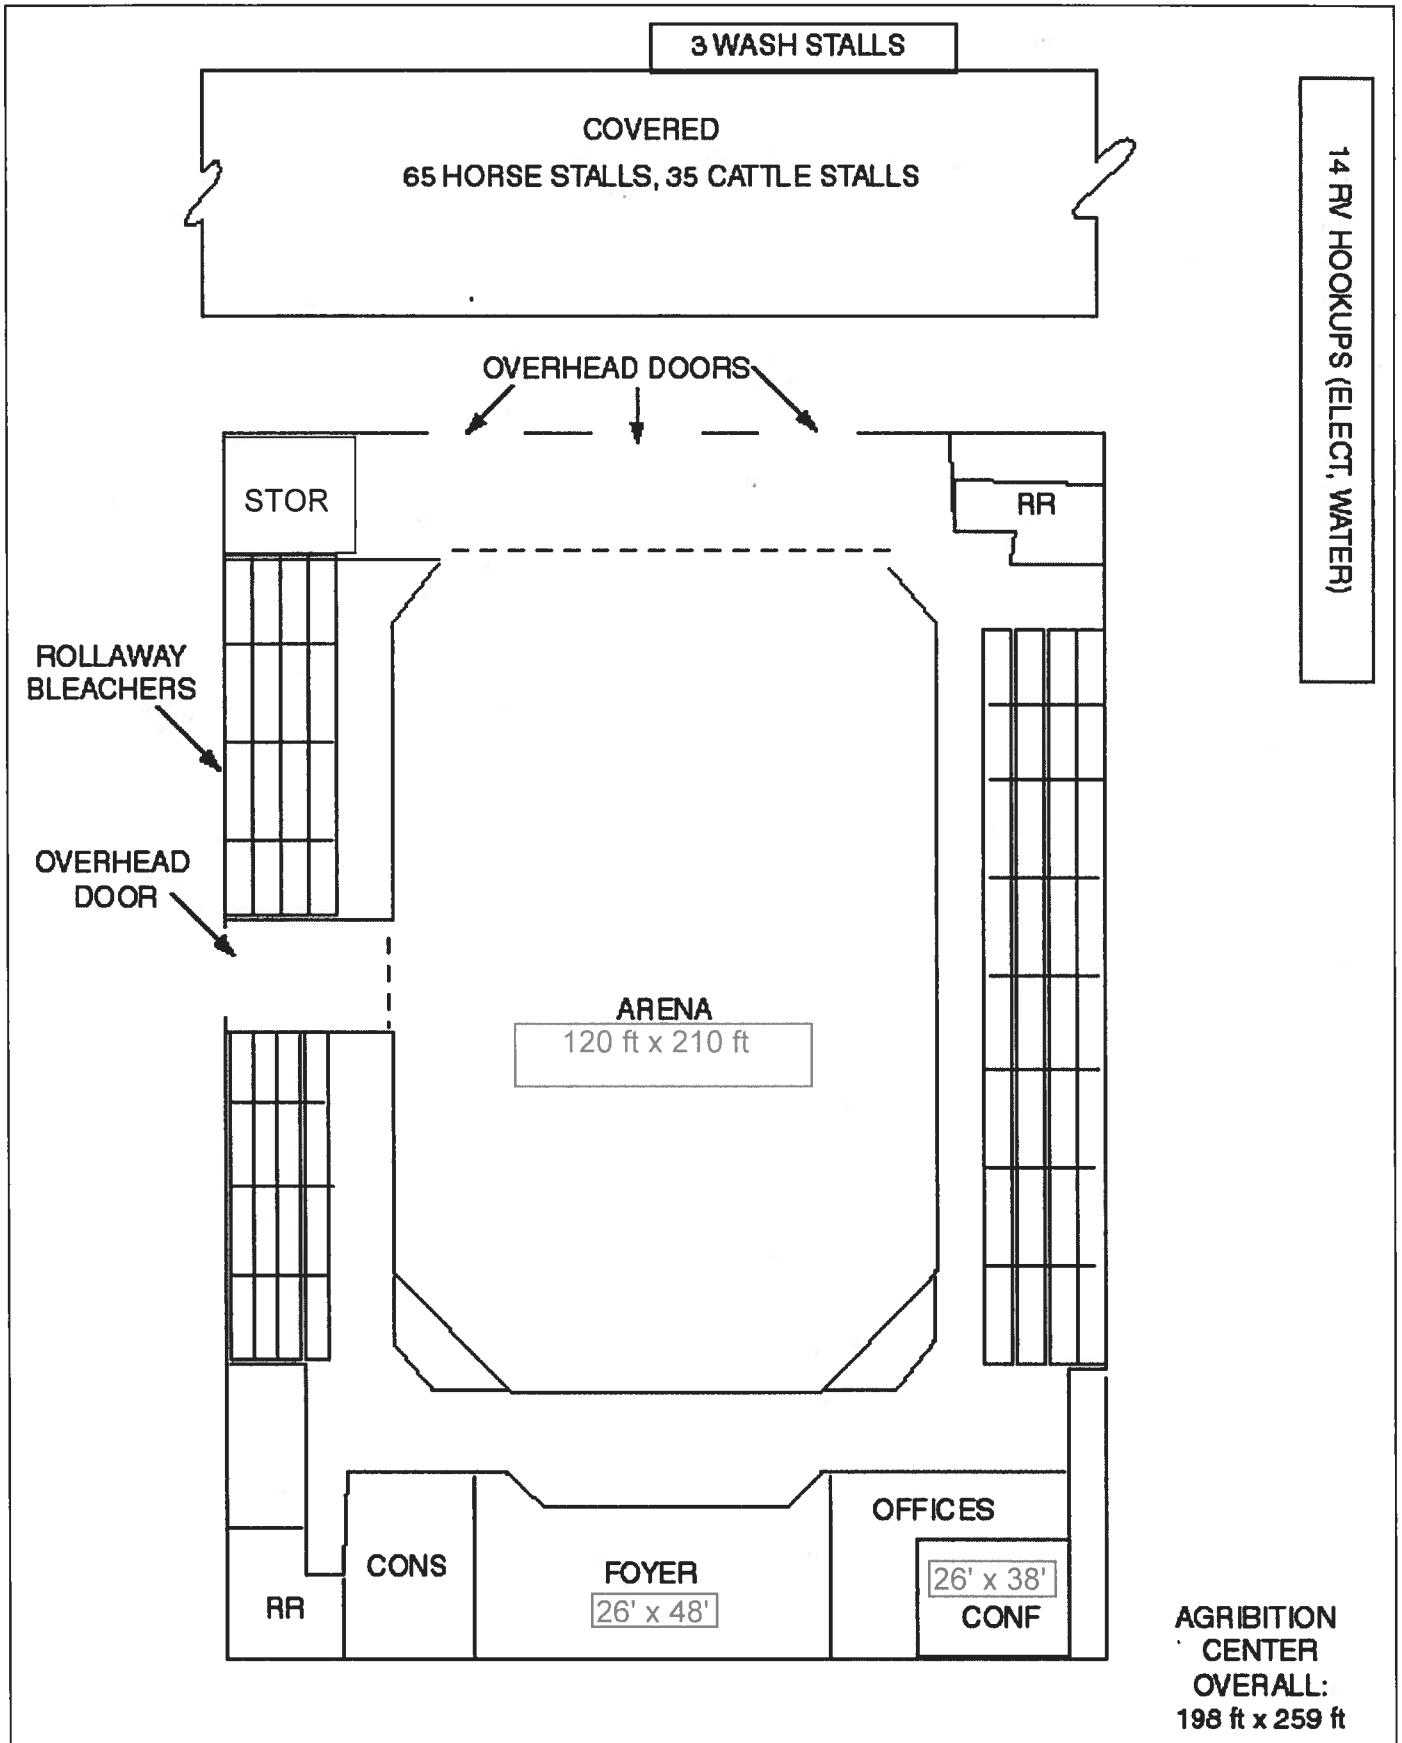 3 WASH STALLS
COVERED
65 HORSE STALLS, 35 CATTLE STALLS
14 RV HOOKUPS (ELECT, WATER)
OVERHEAD DOORS
STOR
RR
ROLLAWAY
BLEACHERS
OVERHEAD
DOOR
ARENA
120 ft x 210 ft
OFFICES
CONS
FOYER
26' x 48'
26' x 38'
CONF
RR
AGRIBITION
CENTER
OVERALL:
198 ft x 259 ft